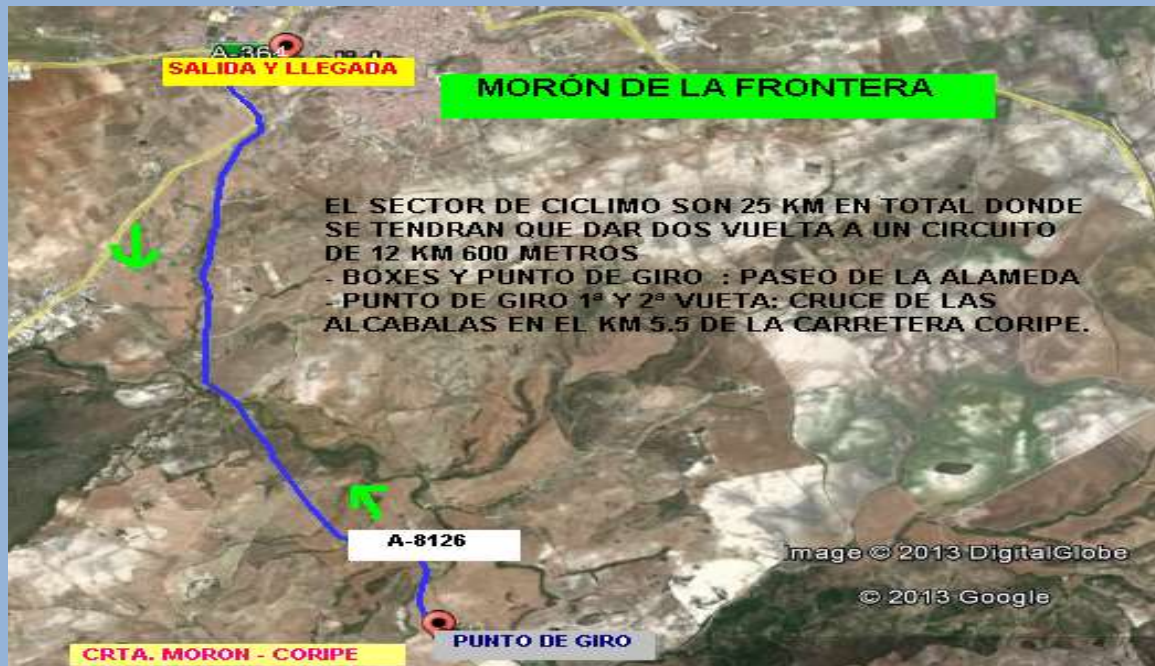 A-364
SALIDA Y LLEGADA
MORÓN DE LA FRONTERA
EL SECTOR DE CICLIMO SON 25 KM EN TOTAL DONDE
SE TENDRAN QUE DAR DOS VUELTA A UN CIRCUITO
DE 12 KM 600 METROS
- BOXES Y PUNTO DE GIRO : PASEO DE LA ALAMEDA
- PUNTO DE GIRO 1ª Y 2ª VUETA: CRUCE DE LAS
ALCABALAS EN EL KM 5.5 DE LA CARRETERA CORIPE.
A-8126
Image © 2013 DigitalGlobe
© 2013 Google
PUNTO DE GIRO
CRTA. MORON - CORIPE